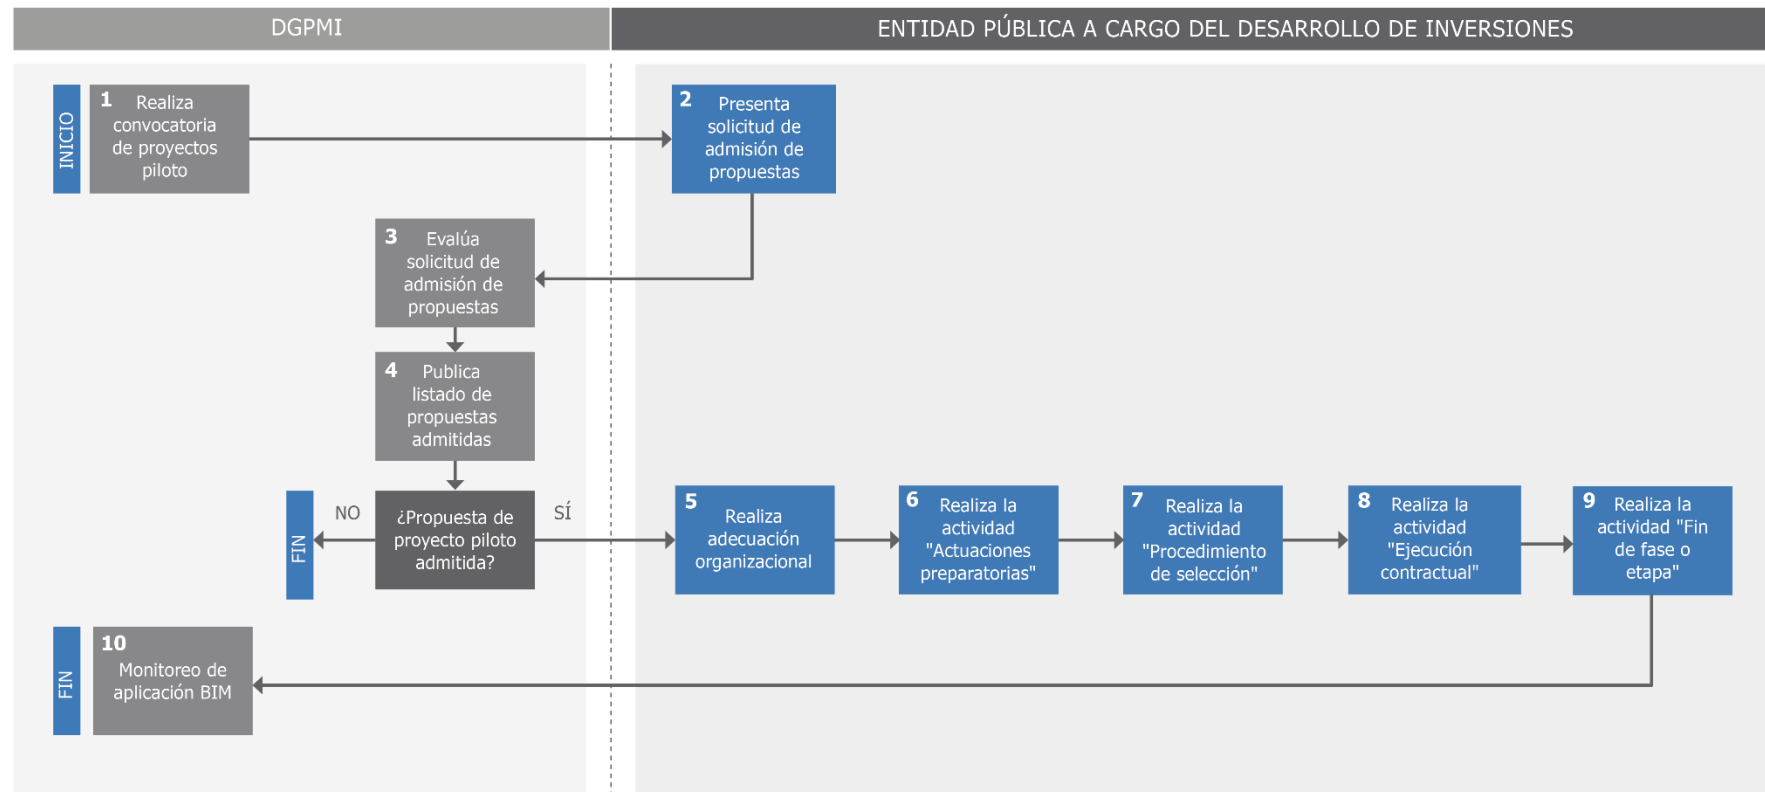 DGPMI
ENTIDAD PÚBLICA A CARGO DEL DESARROLLO DE INVERSIONES
INICIO
1 Realiza
convocatoria
de proyectos
piloto
2 Presenta
solicitud de
admisión de
propuestas
3 Evalúa
solicitud de
admisión de
propuestas
4 Publica
listado de
propuestas
admitidas
FIN
NO
¿Propuesta de
proyecto piloto
admitida?
SÍ
5
Realiza
adecuación
organizacional
6 Realiza la
actividad
"Actuaciones
preparatorias"
7 Realiza la
actividad
"Procedimiento
de selección"
8 Realiza la
actividad
"Ejecución
contractual"
9 Realiza la
actividad "Fin
de fase o
etapa"
FIN
10
Monitoreo de
aplicación BIM